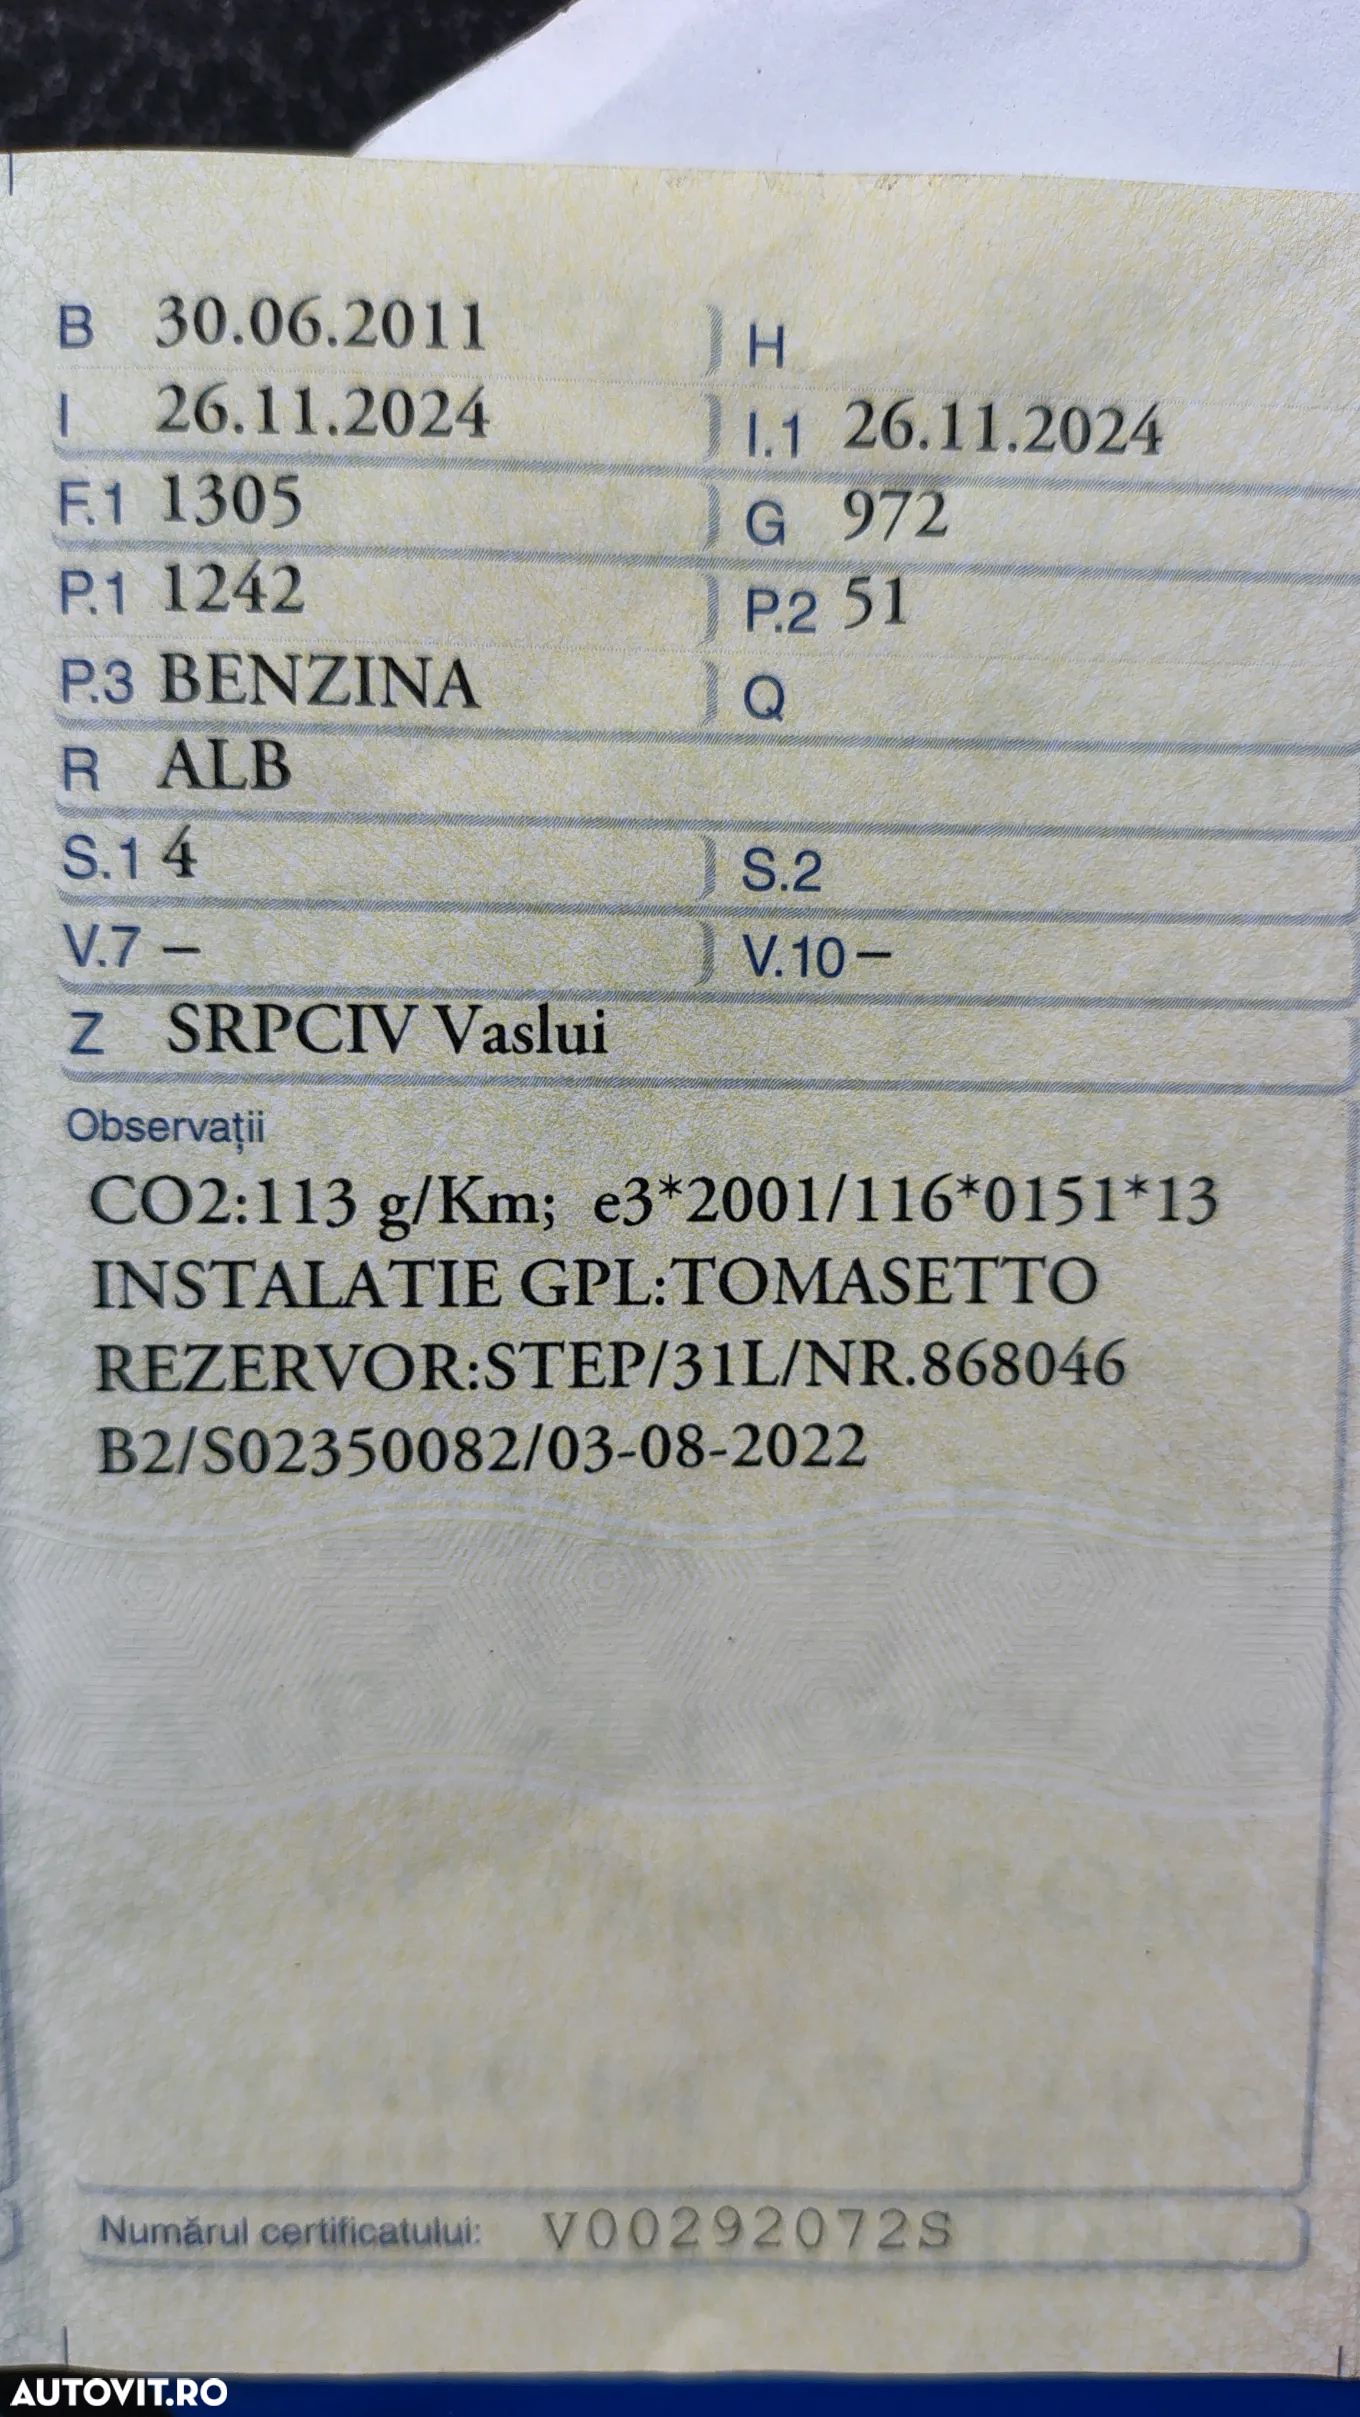 B 30.06.2011 H
I 26.11.2024 I.1 26.11.2024
F.1 1305 G 972
P.1 1242 P.2 51
P.3 BENZINA Q
R ALB
S.1 4 S.2
V.7 – V.10 –
Z SRPCIV Vaslui
Observații
CO2:113 g/Km; e3*2001/116*0151*13
INSTALATIE GPL:TOMASETTO
REZERVOR:STEP/31L/NR.868046
B2/S02350082/03-08-2022
Numărul certificatului: V00292072S
AUTOVIT.RO